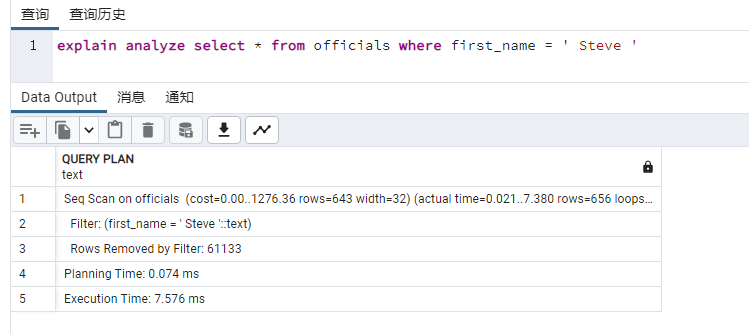 查询 查询历史
1 explain analyze select * from officials where first_name = ' Steve '
Data Output 消息 通知
QUERY PLAN
text
1 Seq Scan on officials (cost=0.00..1276.36 rows=643 width=32) (actual time=0.021..7.380 rows=656 loops…
2 Filter: (first_name = ' Steve '::text)
3 Rows Removed by Filter: 61133
4 Planning Time: 0.074 ms
5 Execution Time: 7.576 ms